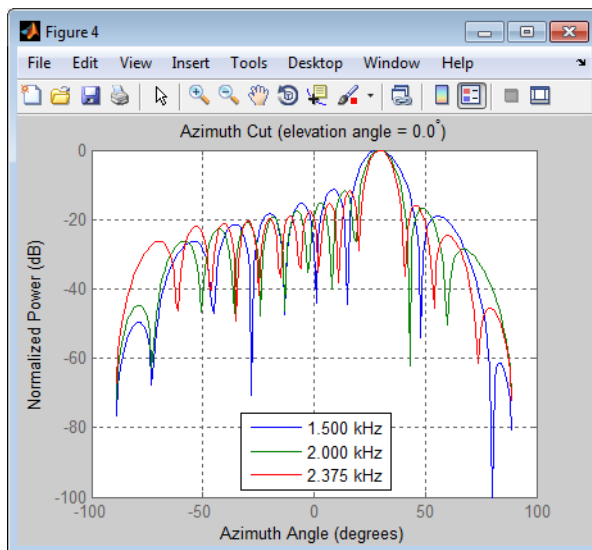 Figure 4
File Edit View Insert Tools Desktop Window Help
Azimuth Cut (elevation angle = 0.0°)
Normalized Power (dB)
0
-20
-40
-60
-80
-100
1.500 kHz
2.000 kHz
2.375 kHz
-100 -50 0 50 100
Azimuth Angle (degrees)